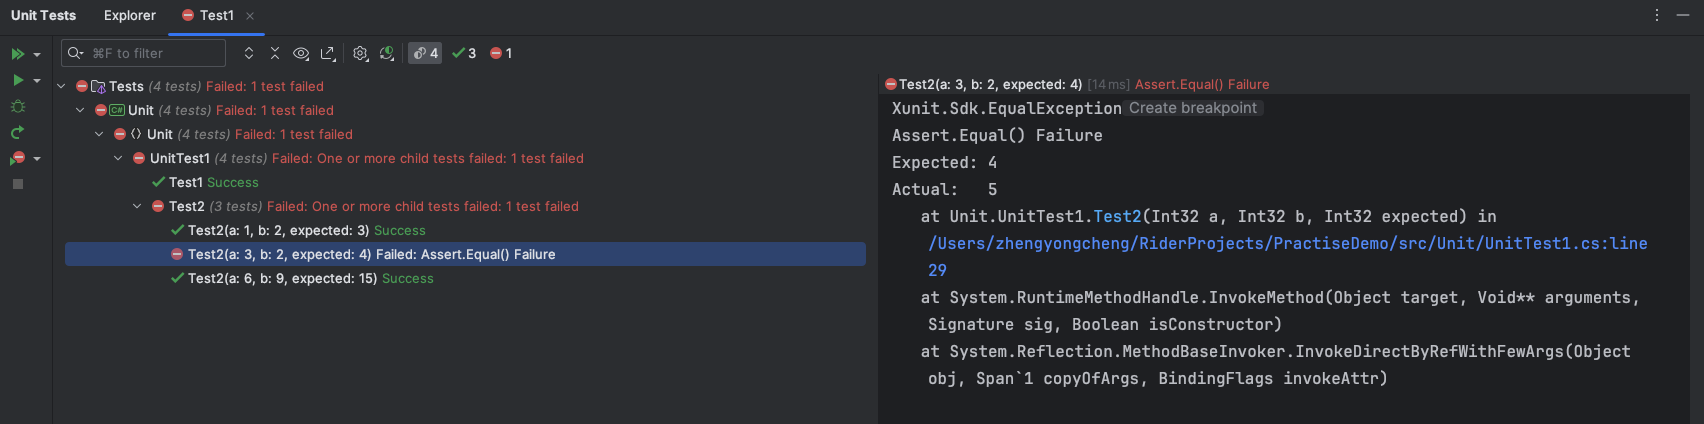 Unit Tests Explorer Test1
⌘F to filter 4 3 1
Tests (4 tests) Failed: 1 test failed
C# Unit (4 tests) Failed: 1 test failed
Unit (4 tests) Failed: 1 test failed
UnitTest1 (4 tests) Failed: One or more child tests failed: 1 test failed
Test1 Success
Test2 (3 tests) Failed: One or more child tests failed: 1 test failed
Test2(a: 1, b: 2, expected: 3) Success
Test2(a: 3, b: 2, expected: 4) Failed: Assert.Equal() Failure
Test2(a: 6, b: 9, expected: 15) Success
Test2(a: 3, b: 2, expected: 4) [14 ms] Assert.Equal() Failure
Xunit.Sdk.EqualException Create breakpoint
Assert.Equal() Failure
Expected: 4
Actual:   5
at Unit.UnitTest1.Test2(Int32 a, Int32 b, Int32 expected) in
/Users/zhengyongcheng/RiderProjects/PractiseDemo/src/Unit/UnitTest1.cs:line
29
at System.RuntimeMethodHandle.InvokeMethod(Object target, Void** arguments,
Signature sig, Boolean isConstructor)
at System.Reflection.MethodBaseInvoker.InvokeDirectByRefWithFewArgs(Object
obj, Span`1 copyOfArgs, BindingFlags invokeAttr)